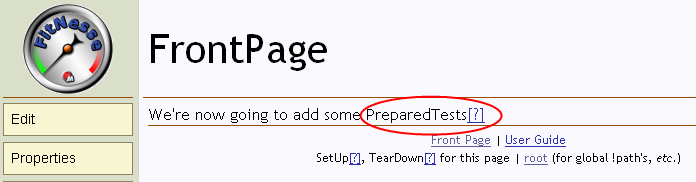 FitNesse
FrontPage
Edit
Properties
We're now going to add some PreparedTests[?]
Front Page | User Guide
SetUp[?], TearDown[?] for this page | root (for global !path's, etc.)